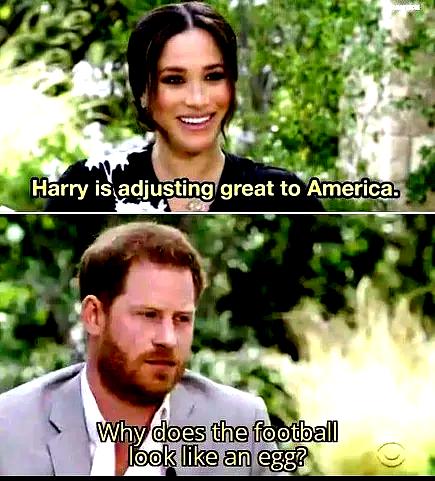 Harry is adjusting great to America.
Why does the football
look like an egg?